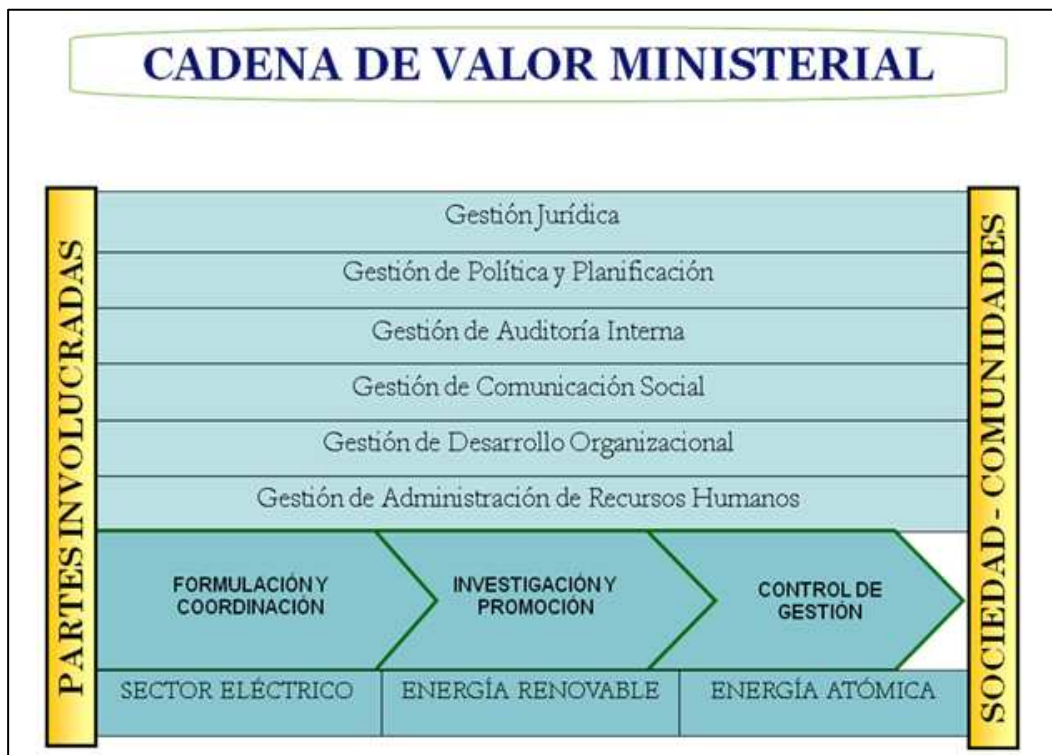 CADENA DE VALOR MINISTERIAL
PARTES INVOLUCRADAS
Gestión Jurídica
Gestión de Política y Planificación
Gestión de Auditoría Interna
Gestión de Comunicación Social
Gestión de Desarrollo Organizacional
Gestión de Administración de Recursos Humanos
FORMULACIÓN Y
COORDINACIÓN
INVESTIGACIÓN Y
PROMOCIÓN
CONTROL DE
GESTIÓN
SECTOR ELÉCTRICO
ENERGÍA RENOVABLE
ENERGÍA ATÓMICA
SOCIEDAD - COMUNIDADES